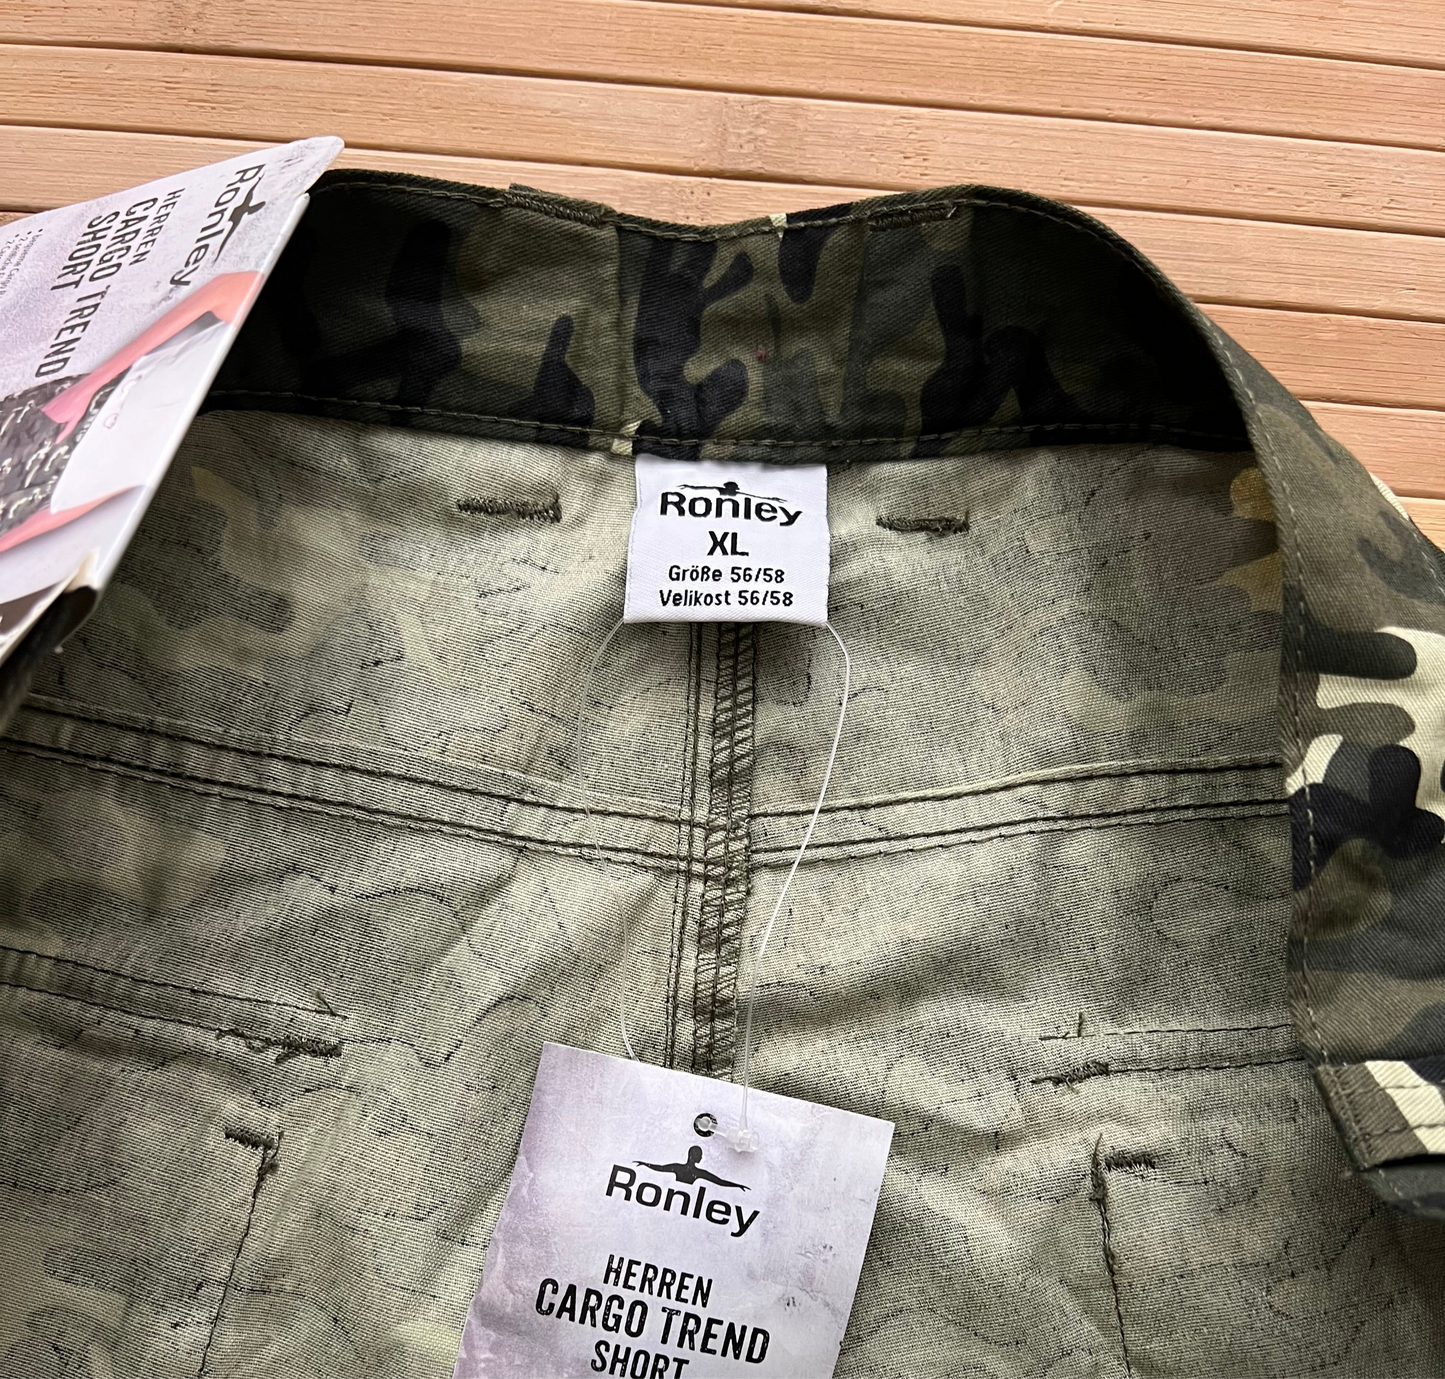 Ronley
HERREN
CARGO TREND
SHORT
Ronley
XL
Größe 56/58
Velikost 56/58
Ronley
HERREN
CARGO TREND
SHORT